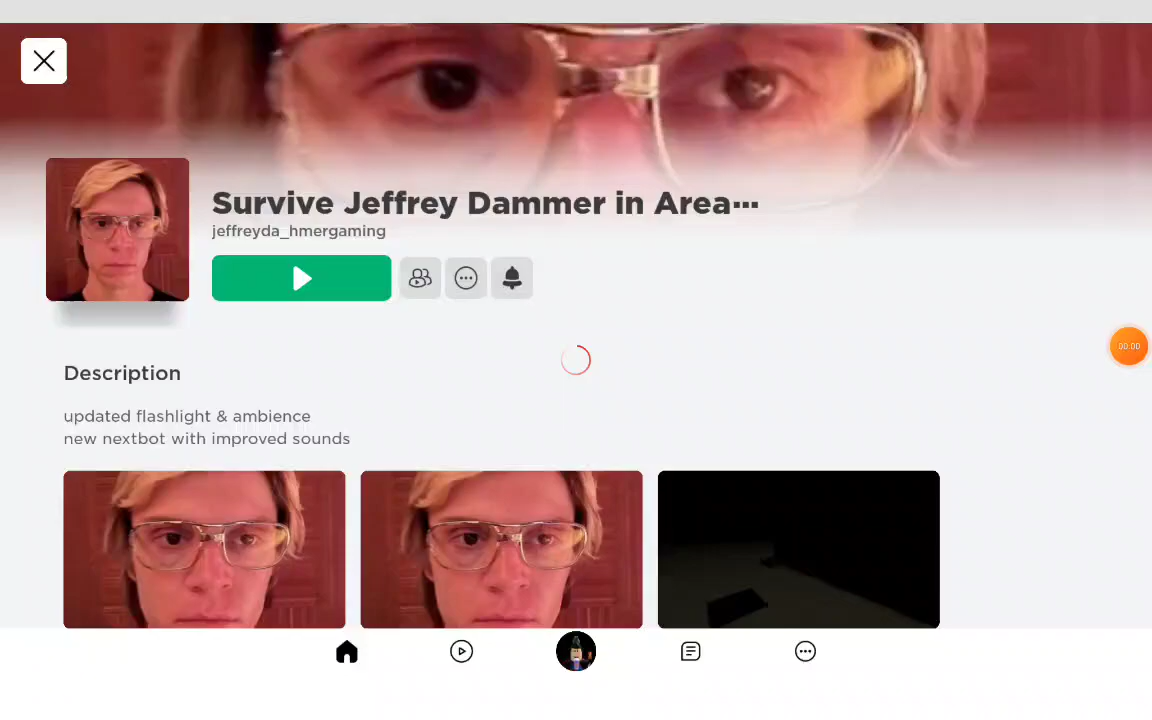 Survive Jeffrey Dammer in Area···
jeffreyda_hmergaming
00:00
Description
updated flashlight & ambience
new nextbot with improved sounds